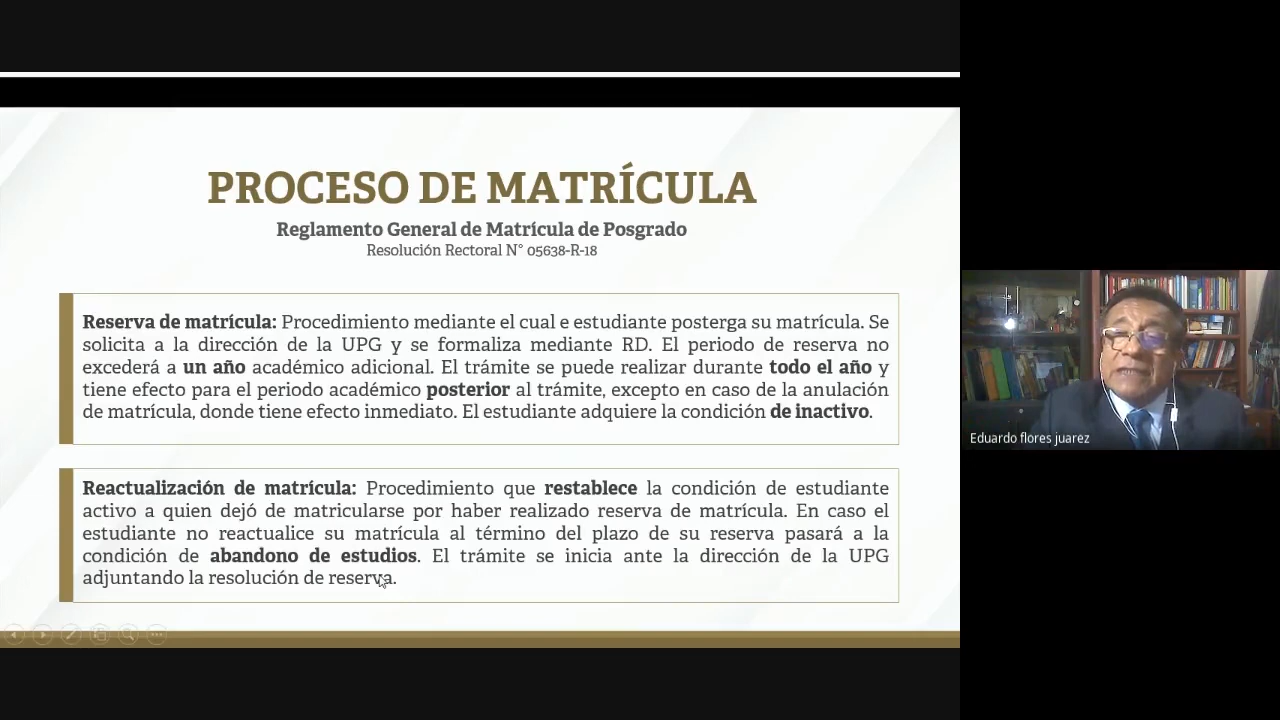 PROCESO DE MATRÍCULA
Reglamento General de Matrícula de Posgrado
Resolución Rectoral N° 05638-R-18
Reserva de matrícula: Procedimiento mediante el cual e estudiante posterga su matrícula. Se
solicita a la dirección de la UPG y s formaliza mediante RD. El periodo de reserva no
excederá a un año académico adicional. El trámite se puede realizar durante todo el año y
tiene efecto para el periodo académico posterior al trámite, excepto en caso de la anulación
de matrícula, donde tiene efecto inmediato. El estudiante adquiere la condición de inactivo.
Reactualización de matrícula: Procedimiento que restablece la condición de estudiante
activo a quien dejó de matricularse por haber realizado reserva de matrícula. En caso el
estudiante no reactualice su matrícula al término del plazo de su reserva pasará a la
condición de abandono de estudios. El trámite se inicia ante la dirección de la UPG
adjuntando la resolución de reserva.
Eduardo flores juarez